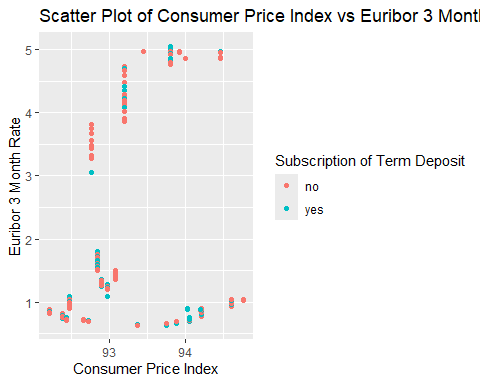 Scatter Plot of Consumer Price Index vs Euribor 3 Mont
Euribor 3 Month Rate
5
4
3
2
1
93
94
Consumer Price Index
Subscription of Term Deposit
no
yes